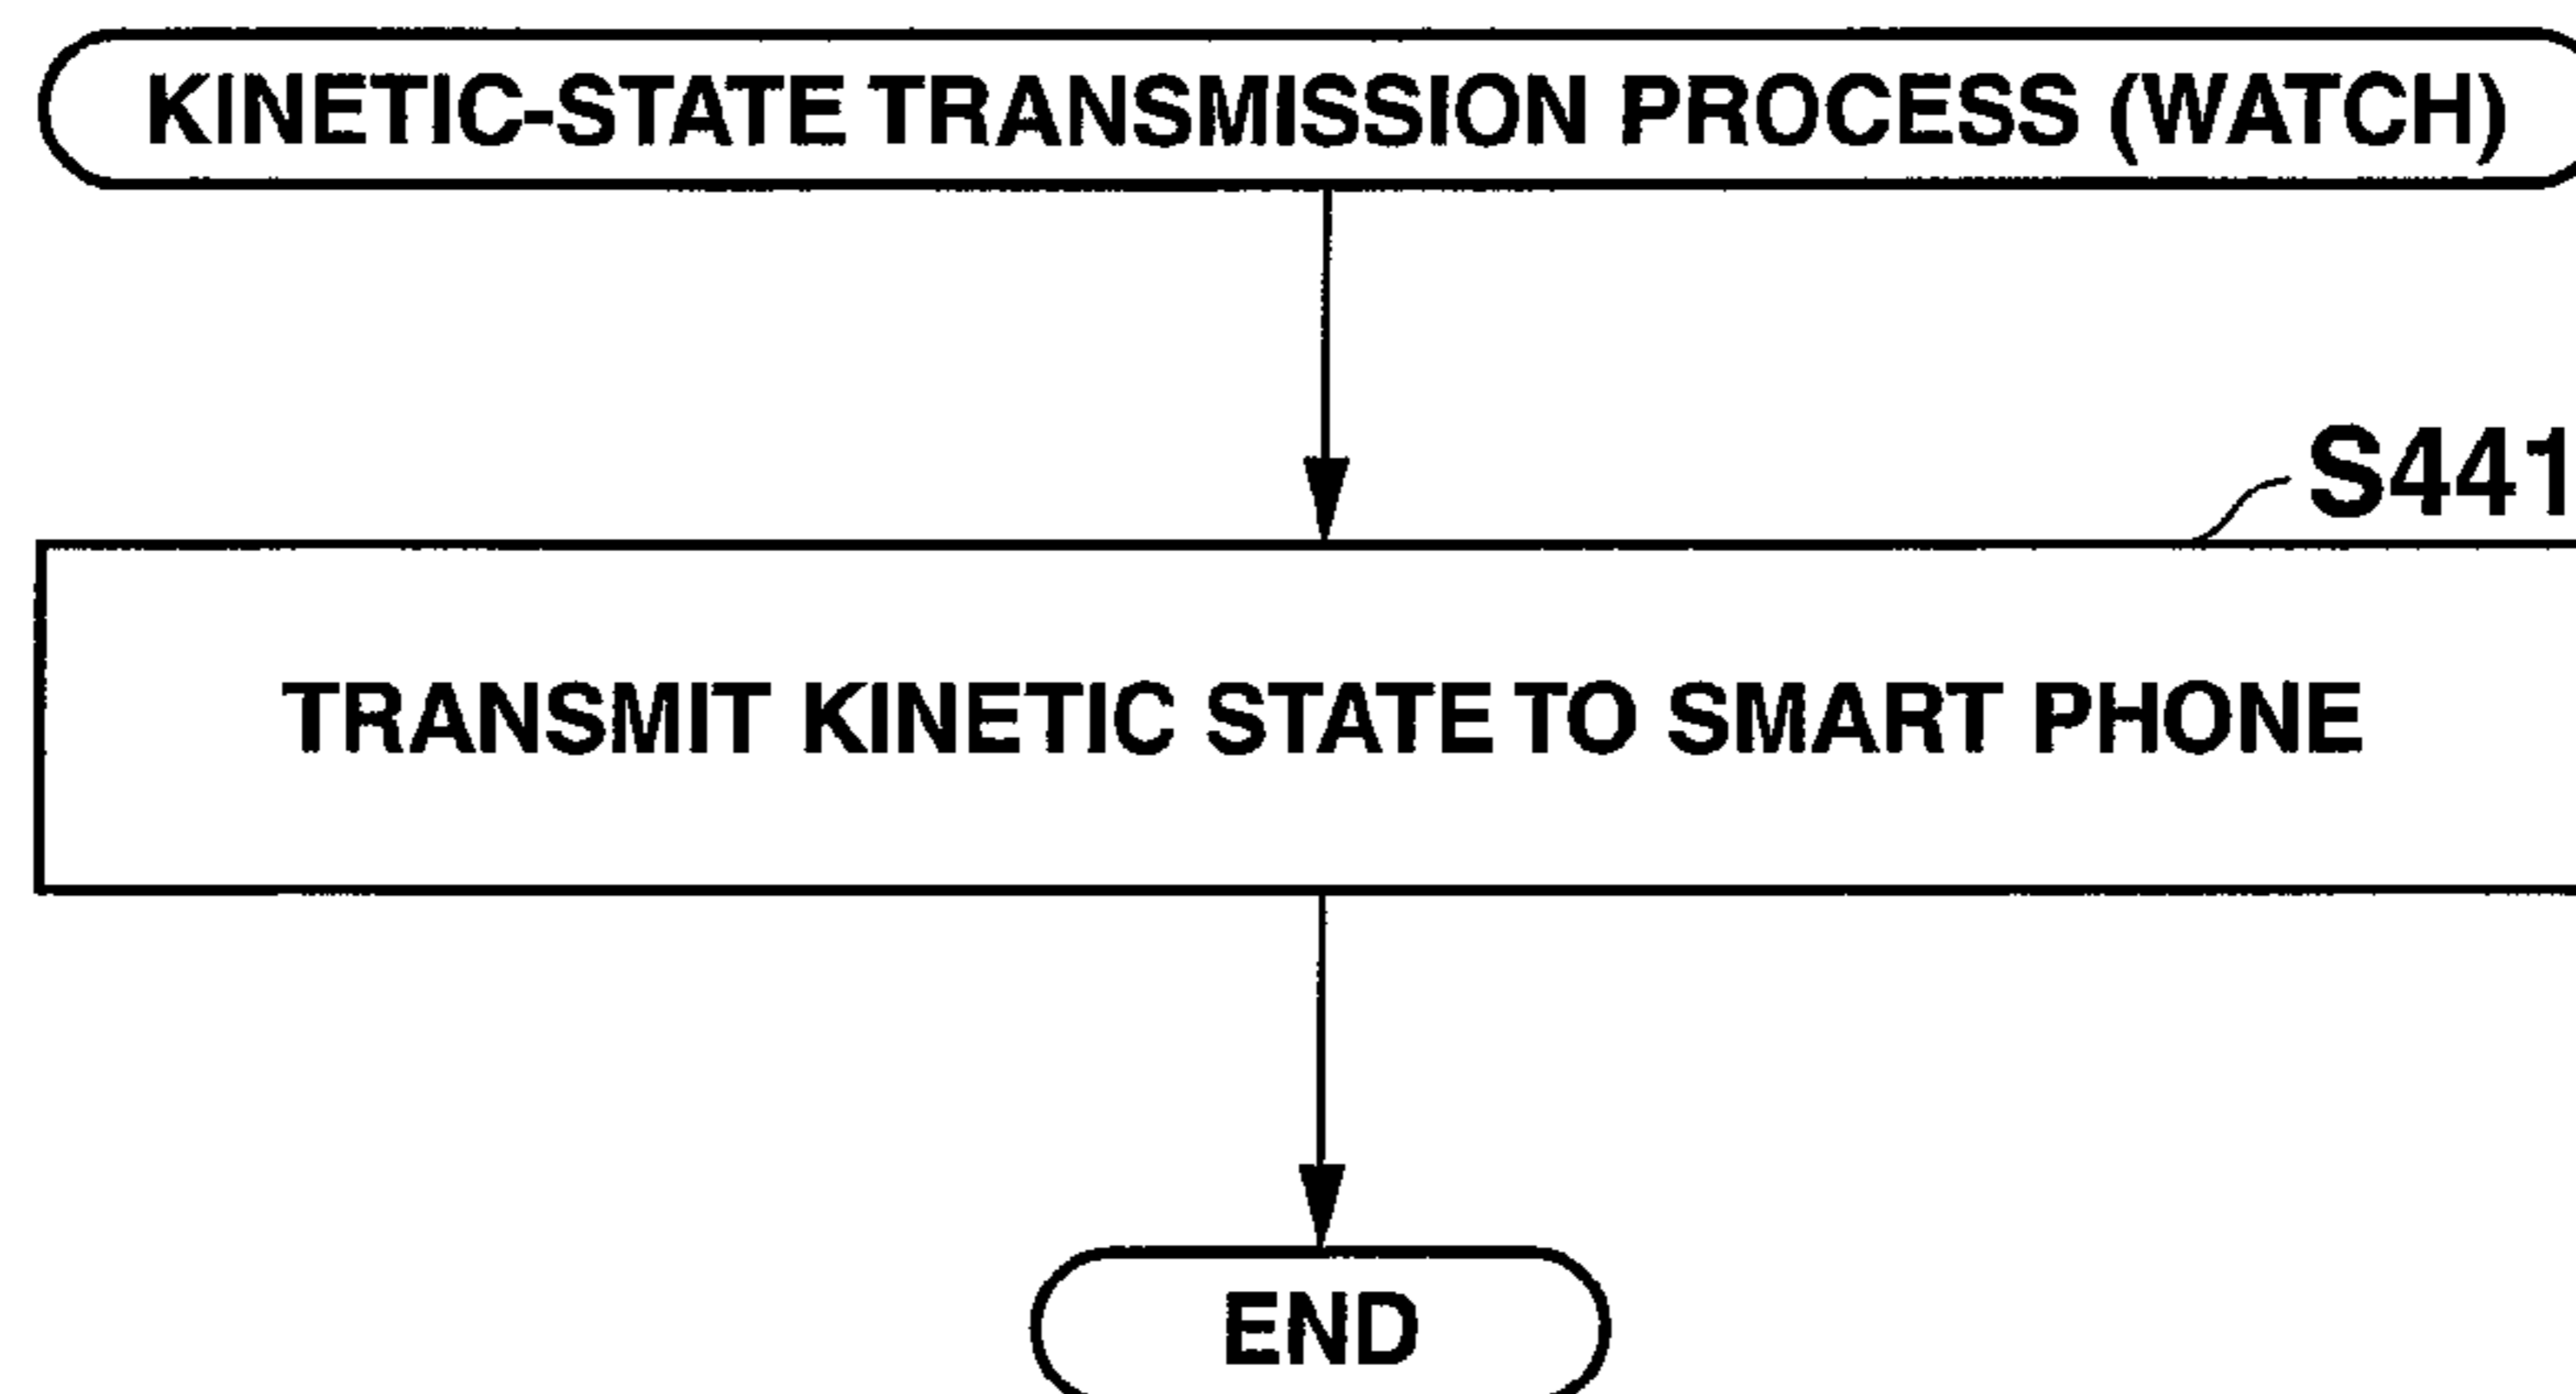 KINETIC-STATE TRANSMISSION PROCESS (WATCH)
S441
TRANSMIT KINETIC STATE TO SMART PHONE
END